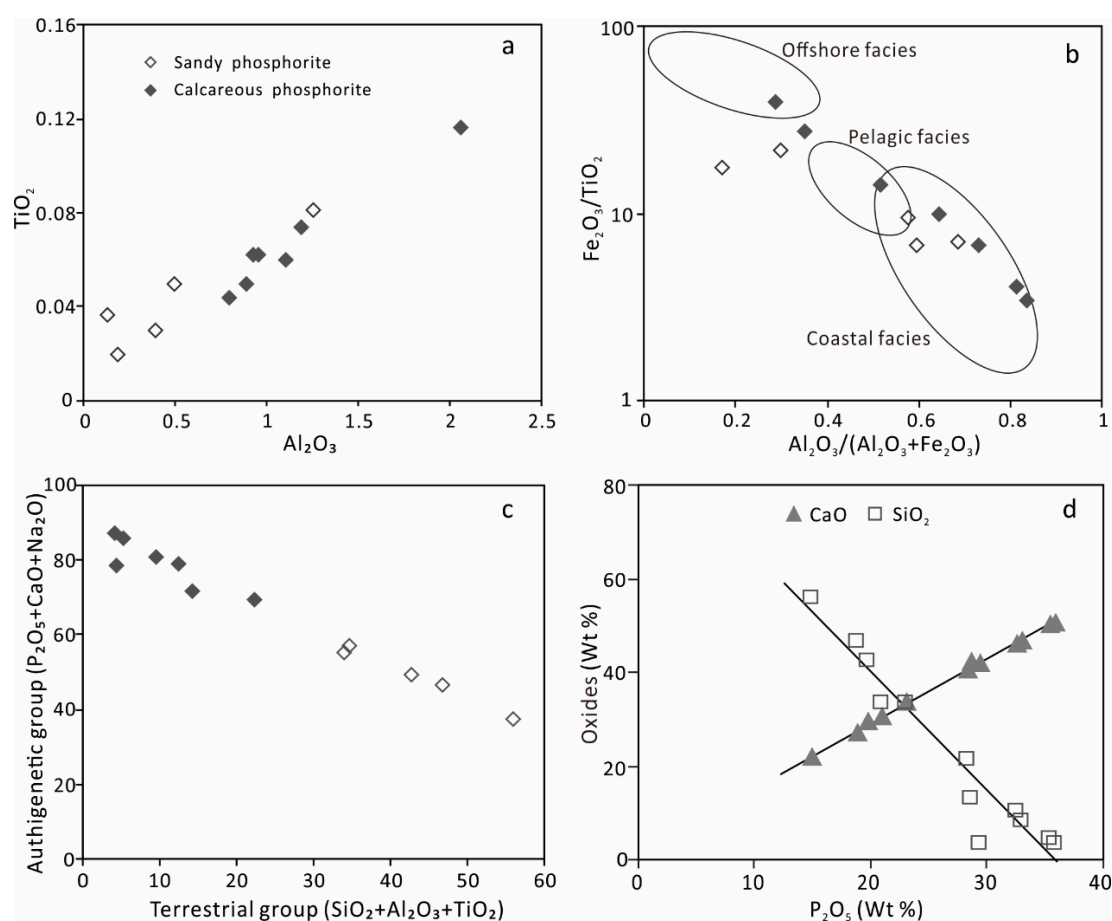 a
Sandy phosphorite
Calcareous phosphorite
0.16
0.12
0.08
0.04
0
TiO₂
0 0.5 1 1.5 2 2.5
Al₂O₃
b
Offshore facies
Pelagic facies
Coastal facies
100
10
1
Fe₂O₃/TiO₂
0 0.2 0.4 0.6 0.8 1
Al₂O₃/(Al₂O₃+Fe₂O₃)
c
100
80
60
40
20
0
Authigenetic group (P₂O₅+CaO+Na₂O)
0 10 20 30 40 50 60
Terrestrial group (SiO₂+Al₂O₃+TiO₂)
d
CaO SiO₂
80
60
40
20
0
Oxides (Wt %)
0 10 20 30 40
P₂O₅ (Wt %)